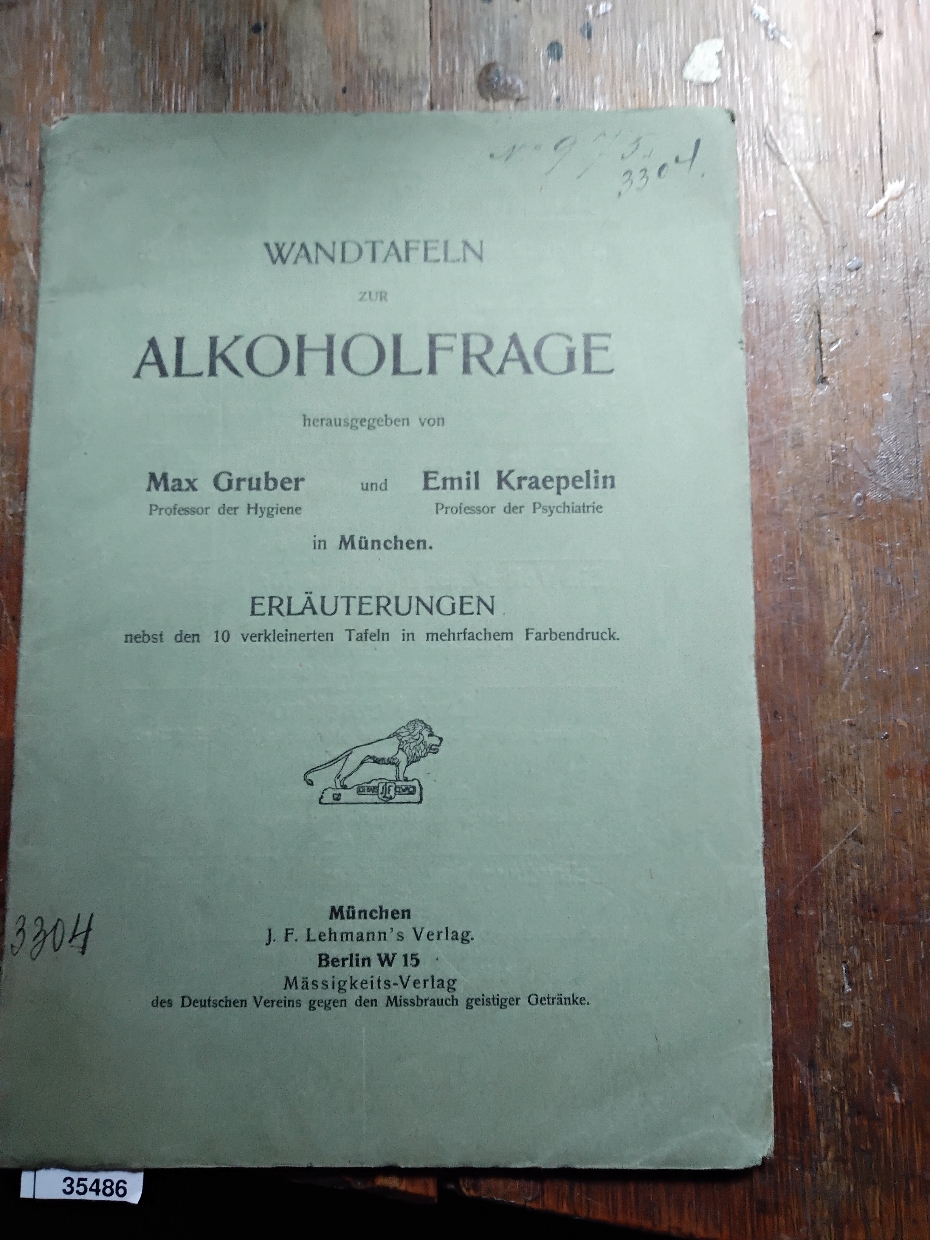 3304.
WANDTAFELN
ZUR
ALKOHOLFRAGE
herausgegeben von
Max Gruber und Emil Kraepelin
Professor der Hygiene Professor der Psychiatrie
in München.
ERLÄUTERUNGEN
nebst den 10 verkleinerten Tafeln in mehrfachem Farbendruck.
München
3304
J. F. Lehmann's Verlag.
Berlin W 15
Mässigkeits-Verlag
des Deutschen Vereins gegen den Missbrauch geistiger Getränke.
35486